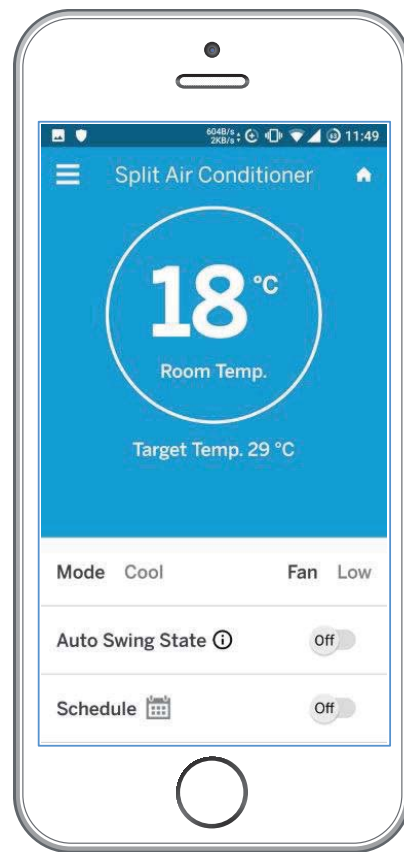 604B/s
2KB/s
11:49
Split Air Conditioner
18 °C
Room Temp.
Target Temp. 29 °C
Mode Cool Fan Low
Auto Swing State Off
Schedule Off